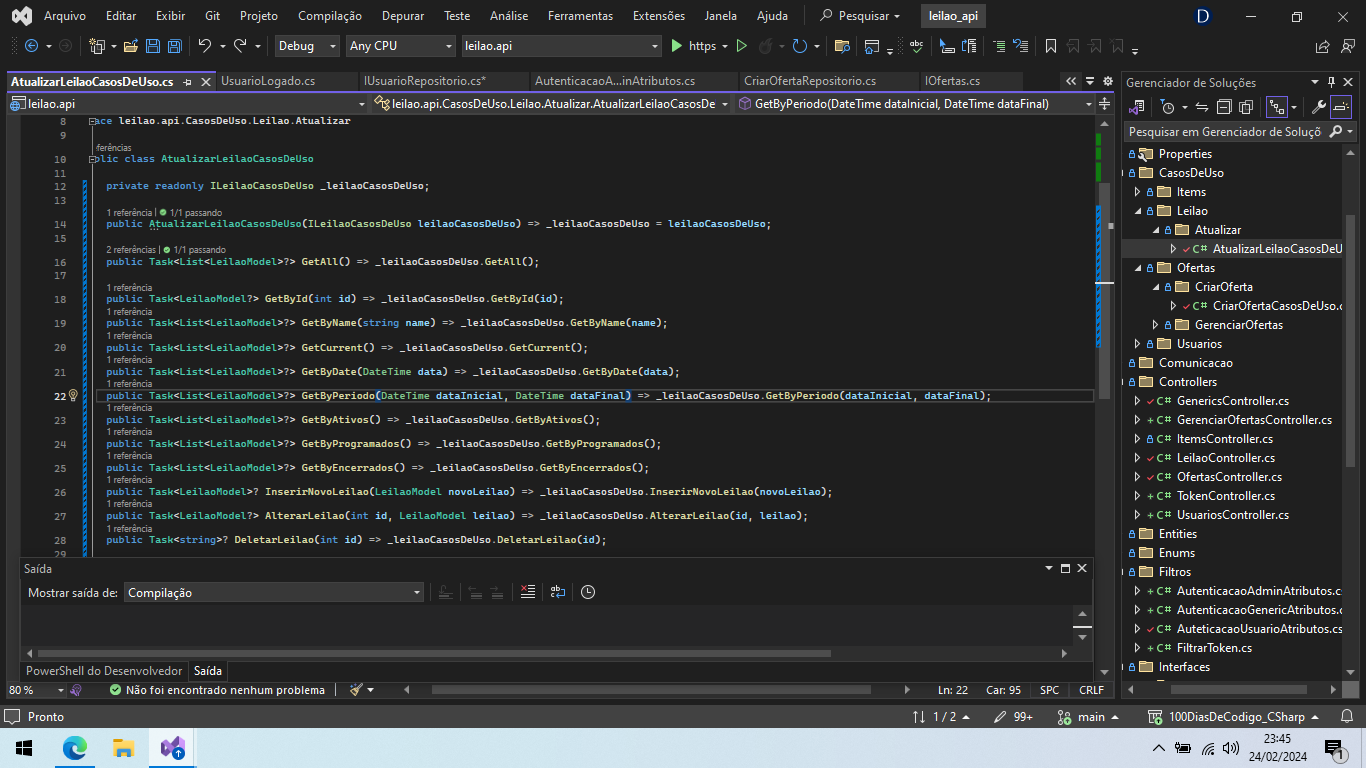 Arquivo Editar Exibir Git Projeto Compilação Depurar Teste Análise Ferramentas Extensões Janela Ajuda Pesquisar leilao_api D
Debug Any CPU leilao.api https
AtualizarLeilaoCasosDeUso.cs UsuarioLogado.cs IUsuarioRepositorio.cs* AutenticacaoA...inAtributos.cs CriarOfertaRepositorio.cs IOfertas.cs
leilao.api leilao.api.CasosDeUso.Leilao.Atualizar.AtualizarLeilaoCasosDe GetByPeriodo(DateTime dataInicial, DateTime dataFinal)
8 ace leilao.api.CasosDeUso.Leilao.Atualizar
9
ferências
10 blic class AtualizarLeilaoCasosDeUso
11
12 private readonly ILeilaoCasosDeUso _leilaoCasosDeUso;
13
1 referência | 1/1 passando
14 public AtualizarLeilaoCasosDeUso(ILeilaoCasosDeUso leilaoCasosDeUso) => _leilaoCasosDeUso = leilaoCasosDeUso;
15
2 referências | 1/1 passando
16 public Task<List<LeilaoModel>?> GetAll() => _leilaoCasosDeUso.GetAll();
17
1 referência
18 public Task<LeilaoModel?> GetById(int id) => _leilaoCasosDeUso.GetById(id);
1 referência
19 public Task<List<LeilaoModel>?> GetByName(string name) => _leilaoCasosDeUso.GetByName(name);
1 referência
20 public Task<List<LeilaoModel>?> GetCurrent() => _leilaoCasosDeUso.GetCurrent();
1 referência
21 public Task<List<LeilaoModel>?> GetByDate(DateTime data) => _leilaoCasosDeUso.GetByDate(data);
1 referência
22 public Task<List<LeilaoModel>?> GetByPeriodo(DateTime dataInicial, DateTime dataFinal) => _leilaoCasosDeUso.GetByPeriodo(dataInicial, dataFinal);
1 referência
23 public Task<List<LeilaoModel>?> GetByAtivos() => _leilaoCasosDeUso.GetByAtivos();
1 referência
24 public Task<List<LeilaoModel>?> GetByProgramados() => _leilaoCasosDeUso.GetByProgramados();
1 referência
25 public Task<List<LeilaoModel>?> GetByEncerrados() => _leilaoCasosDeUso.GetByEncerrados();
1 referência
26 public Task<LeilaoModel>? InserirNovoLeilao(LeilaoModel novoLeilao) => _leilaoCasosDeUso.InserirNovoLeilao(novoLeilao);
1 referência
27 public Task<LeilaoModel?> AlterarLeilao(int id, LeilaoModel leilao) => _leilaoCasosDeUso.AlterarLeilao(id, leilao);
1 referência
28 public Task<string>? DeletarLeilao(int id) => _leilaoCasosDeUso.DeletarLeilao(id);
29
Saída
Mostrar saída de: Compilação
PowerShell do Desenvolvedor Saída
80 % Não foi encontrado nenhum problema Ln: 22 Car: 95 SPC CRLF
Gerenciador de Soluções
Pesquisar em Gerenciador de Soluçõ
Properties
CasosDeUso
Items
Leilao
Atualizar
C# AtualizarLeilaoCasosDeU
Ofertas
CriarOferta
C# CriarOfertaCasosDeUso.c
GerenciarOfertas
Usuarios
Comunicacao
Controllers
C# GenericsController.cs
C# GerenciarOfertasController.cs
C# ItemsController.cs
C# LeilaoController.cs
C# OfertasController.cs
C# TokenController.cs
C# UsuariosController.cs
Entities
Enums
Filtros
C# AutenticacaoAdminAtributos.c
C# AutenticacaoGenericAtributos.c
C# AuteticacaoUsuarioAtributos.cs
C# FiltrarToken.cs
Interfaces
Pronto 1 / 2 99+ main 100DiasDeCodigo_CSharp
23:45
24/02/2024
1